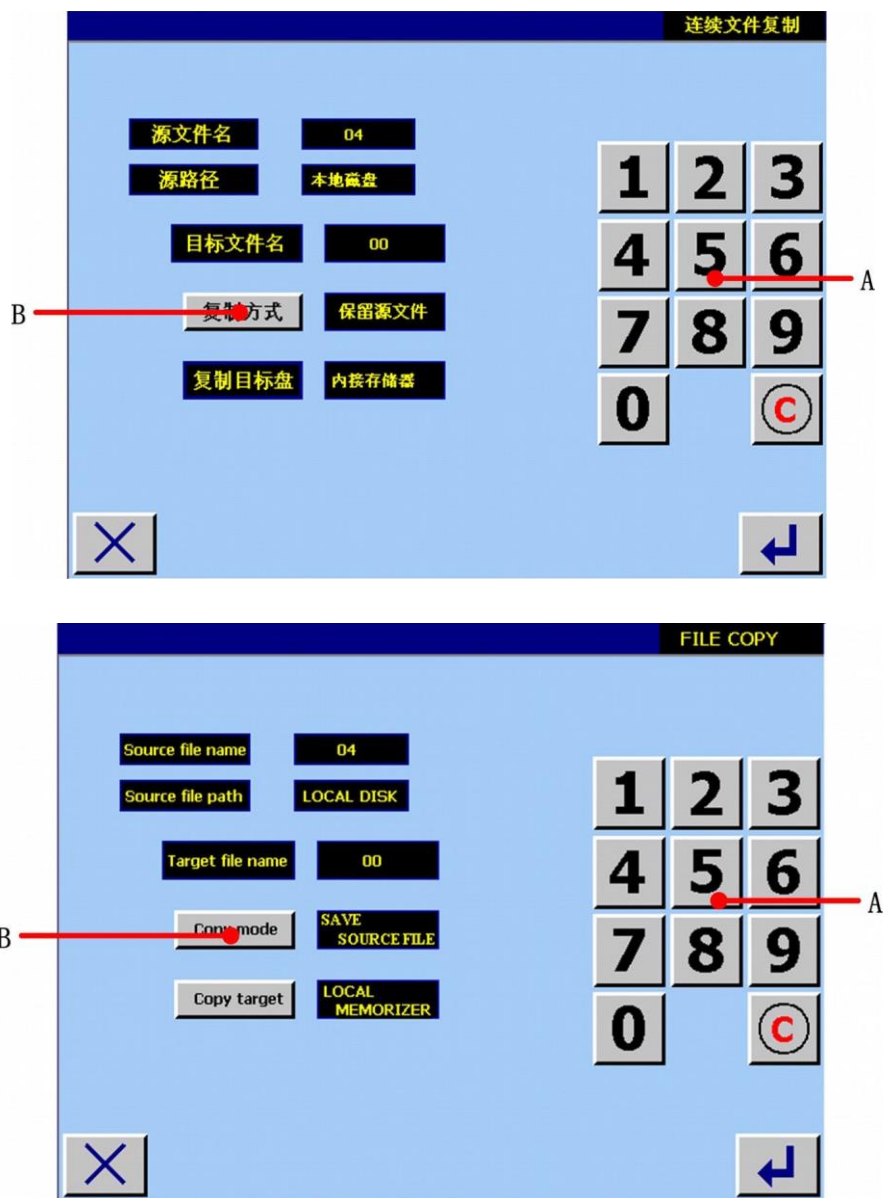 连续文件复制
源文件名 04
源路径 本地磁盘
目标文件名 00
复制方式 保留源文件
复制目标盘 内接存储器
1 2 3
4 5 6
7 8 9
0 C
A
B
FILE COPY
Source file name 04
Source file path LOCAL DISK
Target file name 00
Copy mode SAVE
SOURCE FILE
Copy target LOCAL
MEMORIZER
1 2 3
4 5 6
7 8 9
0 C
A
B